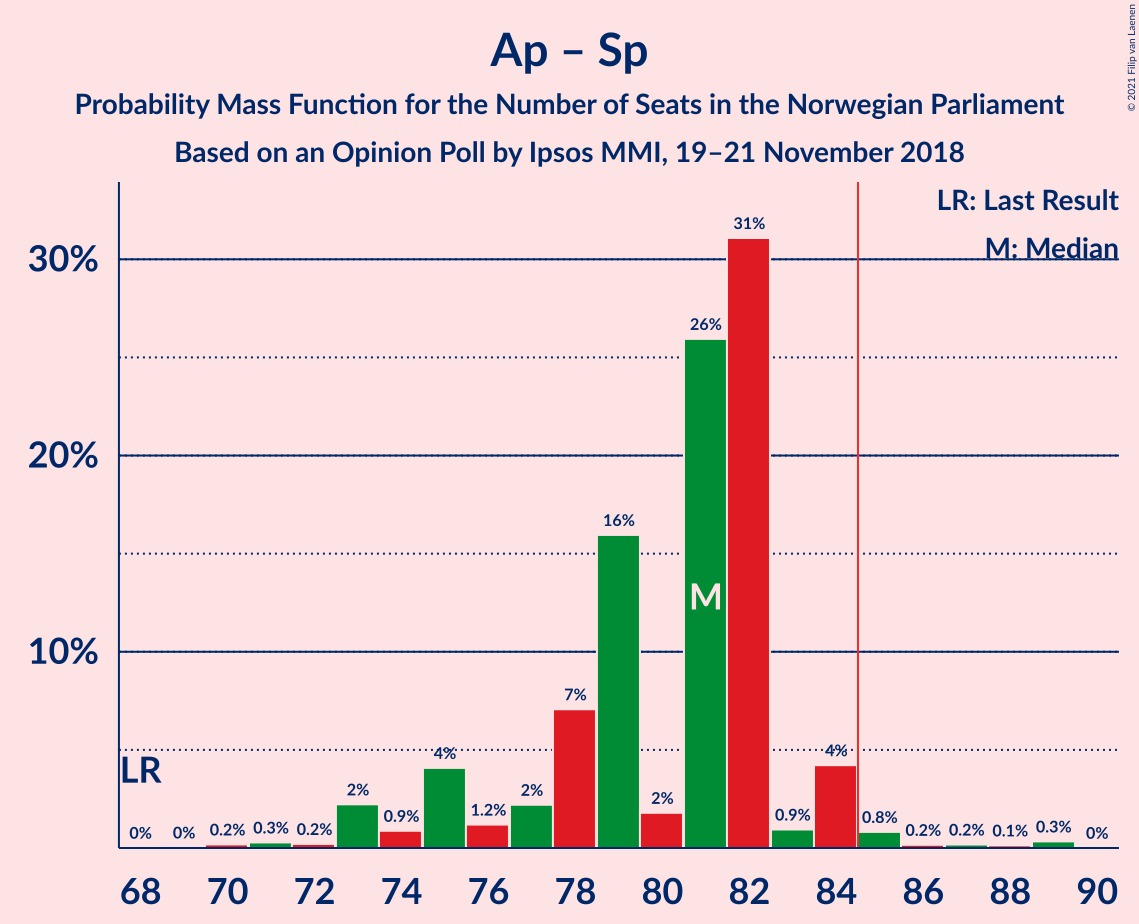 Ap – Sp
Probability Mass Function for the Number of Seats in the Norwegian Parliament
Based on an Opinion Poll by Ipsos MMI, 19–21 November 2018
© 2021 Filip van Laenen
LR: Last Result
M: Median
30%
20%
10%
LR
M
0%
0%
0.2%
0.3%
0.2%
2%
0.9%
4%
1.2%
2%
7%
16%
2%
26%
31%
0.9%
4%
0.8%
0.2%
0.2%
0.1%
0.3%
0%
68 70 72 74 76 78 80 82 84 86 88 90